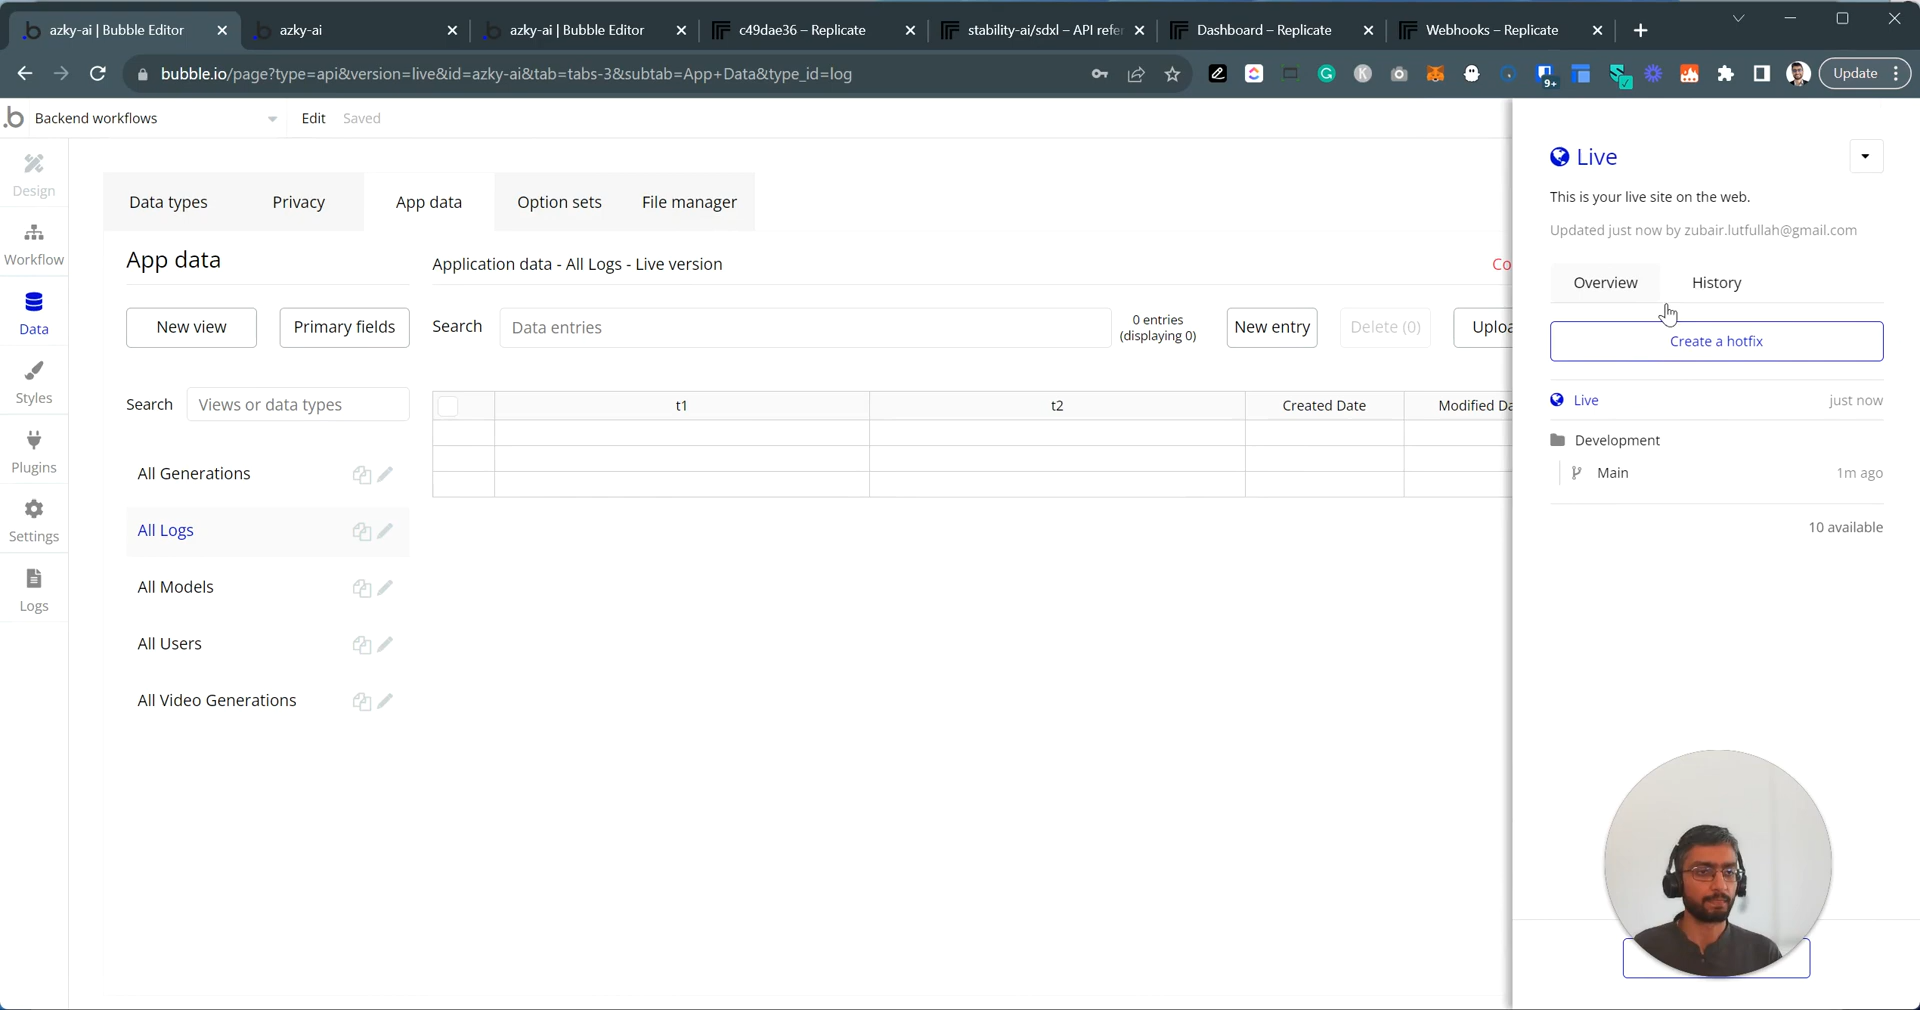 azky-ai | Bubble Editor
azky-ai
azky-ai | Bubble Editor
c49dae36 – Replicate
stability-ai/sdxl – API refer
Dashboard – Replicate
Webhooks – Replicate
bubble.io/page?type=api&version=live&id=azky-ai&tab=tabs-3&subtab=App+Data&type_id=log
9+
Update
Backend workflows
Edit
Saved
Design
Workflow
Data
Styles
Plugins
Settings
Logs
Data types
Privacy
App data
Option sets
File manager
App data
New view
Primary fields
Search
Views or data types
All Generations
All Logs
All Models
All Users
All Video Generations
Application data - All Logs - Live version
Co
Search
Data entries
0 entries
(displaying 0)
New entry
Delete (0)
Uploa
t1
t2
Created Date
Modified Da
Live
This is your live site on the web.
Updated just now by zubair.lutfullah@gmail.com
Overview
History
Create a hotfix
Live
just now
Development
Main
1m ago
10 available